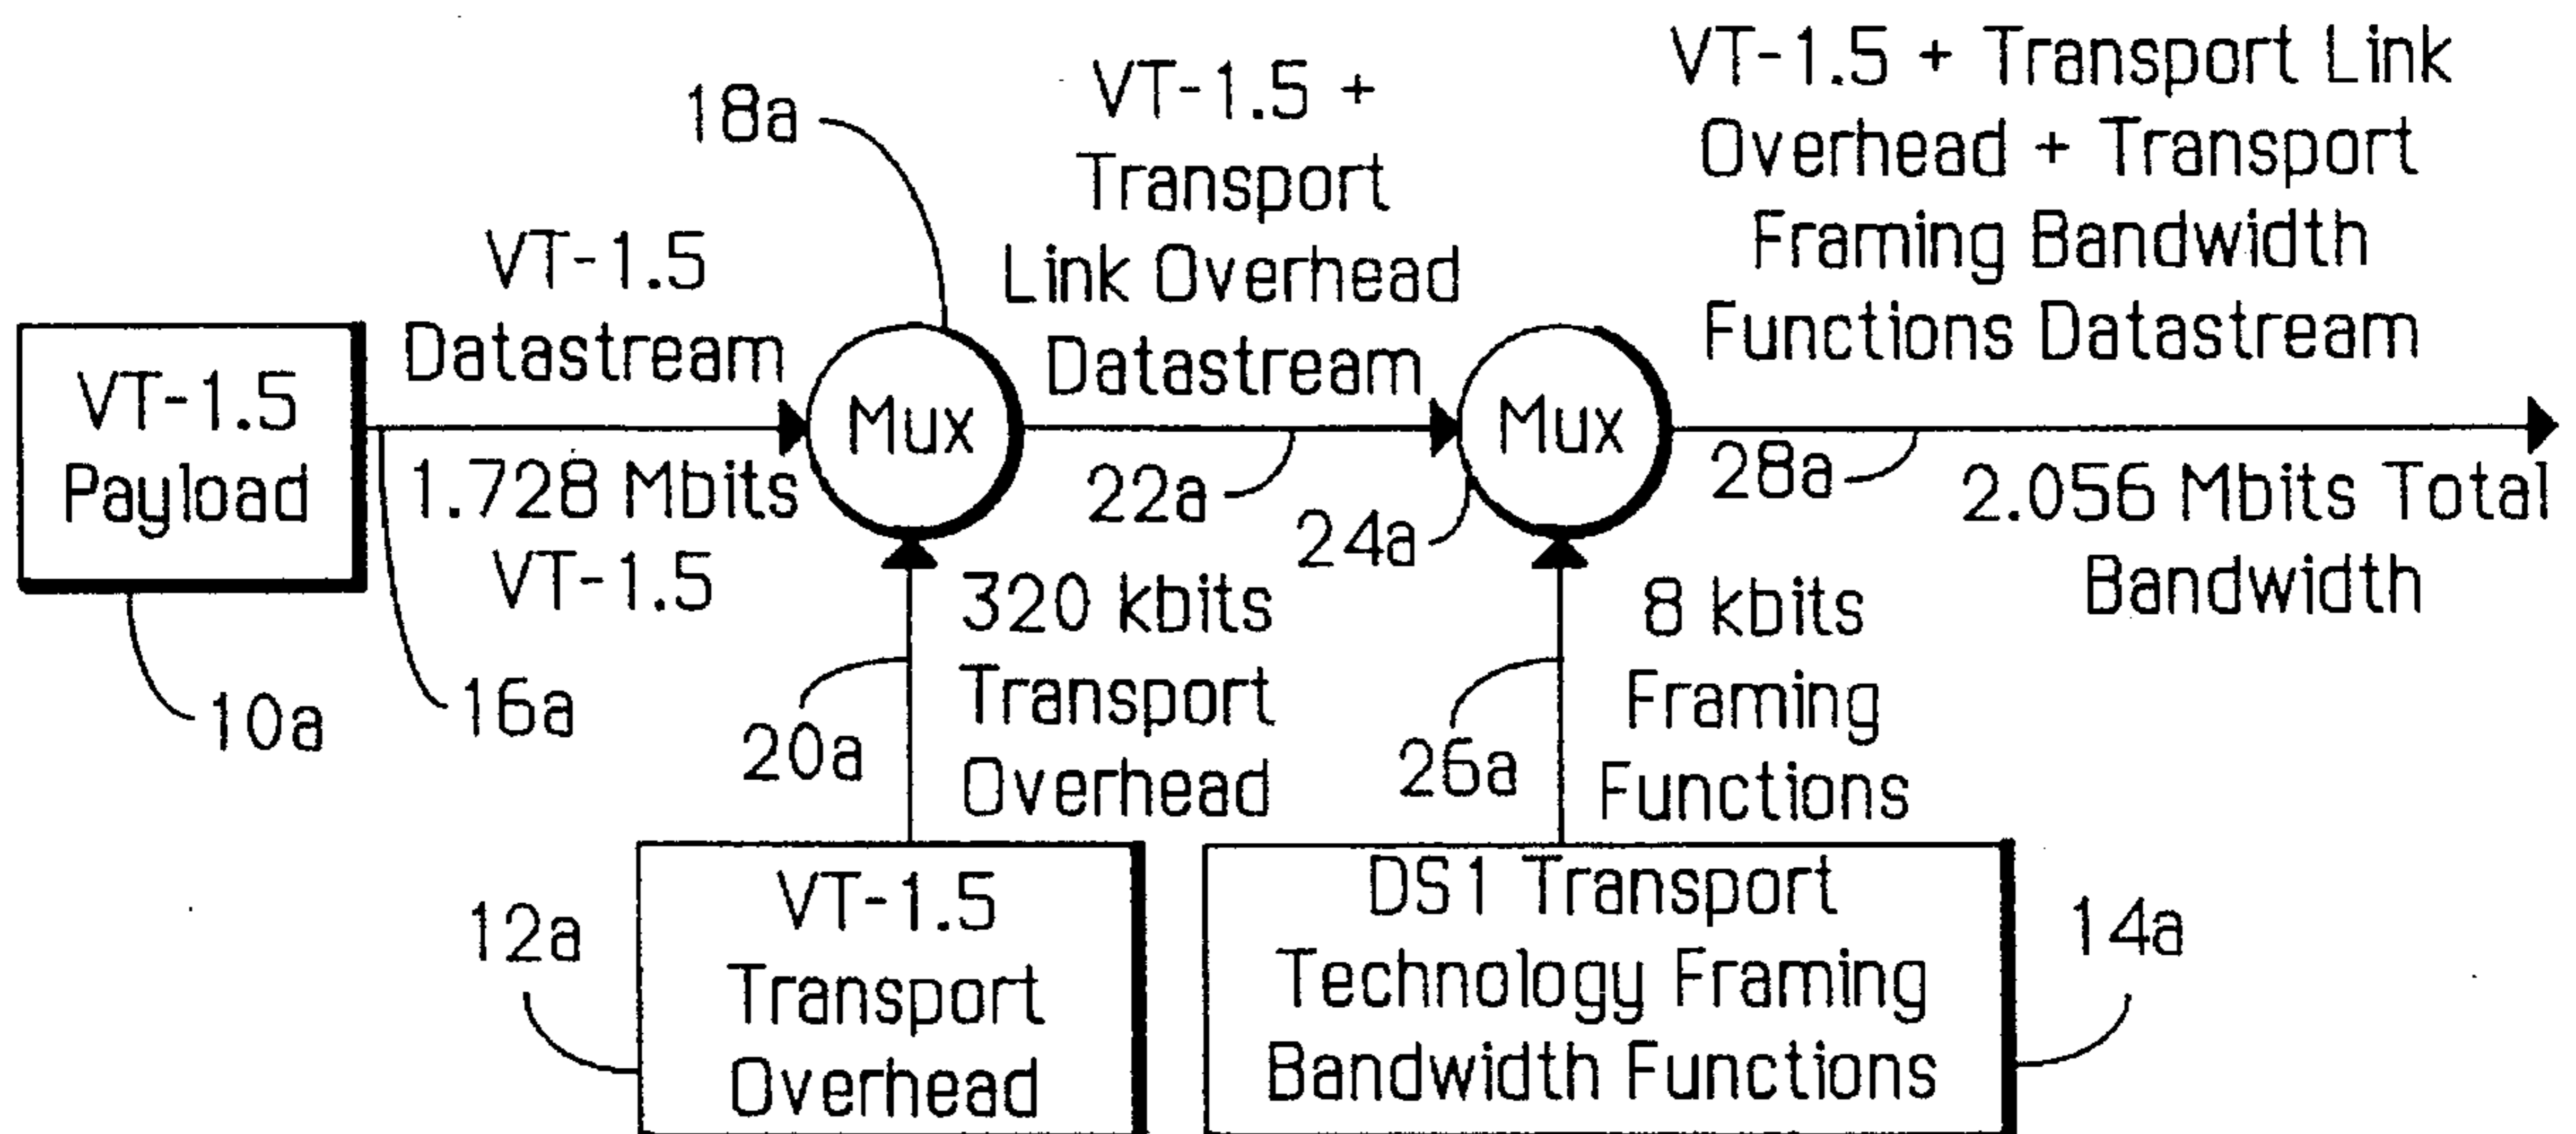 VT-1.5
Payload
10a
VT-1.5
Datastream
1.728 Mbits
VT-1.5
16a
18a
Mux
VT-1.5 +
Transport
Link Overhead
Datastream
22a
20a
320 kbits
Transport
Overhead
12a
VT-1.5
Transport
Overhead
Mux
24a
26a
8 kbits
Framing
Functions
DS1 Transport
Technology Framing
Bandwidth Functions
14a
VT-1.5 + Transport Link
Overhead + Transport
Framing Bandwidth
Functions Datastream
28a
2.056 Mbits Total
Bandwidth